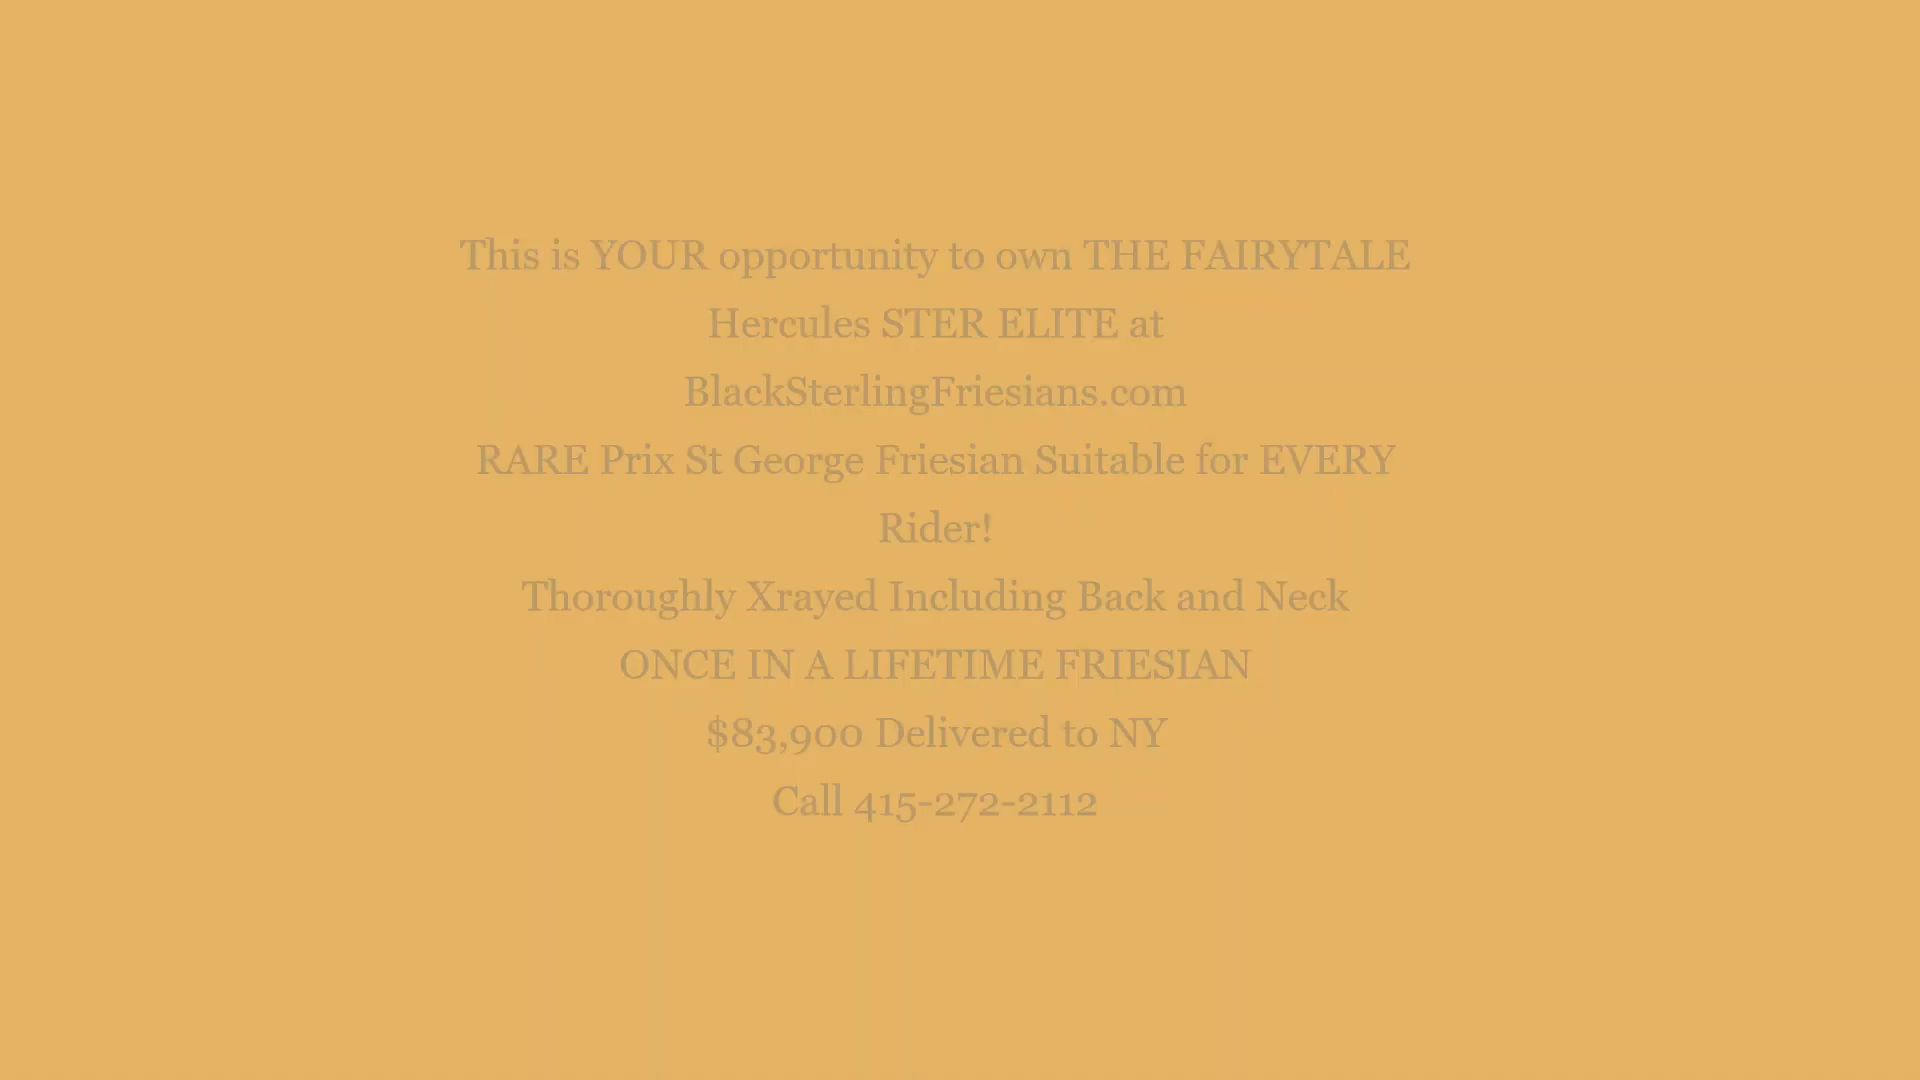 This is YOUR opportunity to own THE FAIRYTALE
Hercules STER ELITE at
BlackSterlingFriesians.com
RARE Prix St George Friesian Suitable for EVERY
Rider!
Thoroughly Xrayed Including Back and Neck
ONCE IN A LIFETIME FRIESIAN
$83,900 Delivered to NY
Call 415-272-2112